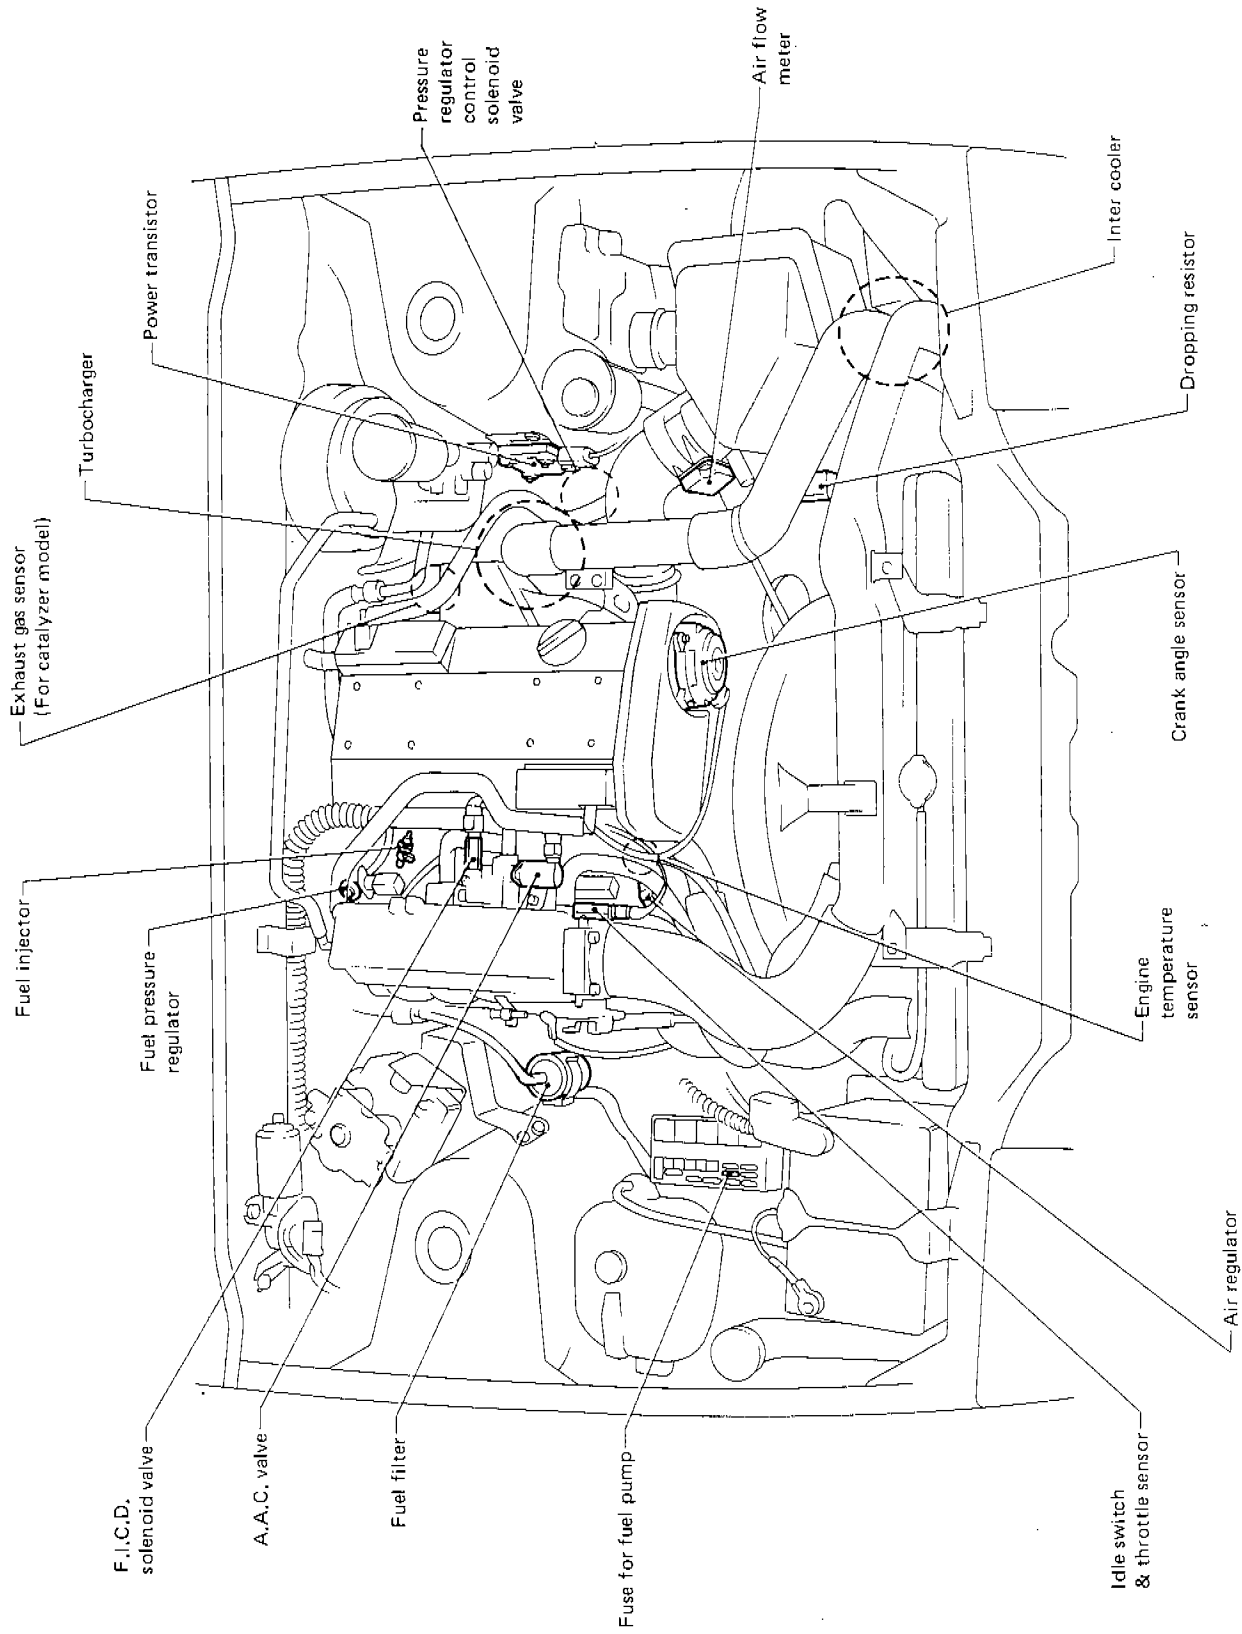 F.I.C.D.
solenoid valve
A.A.C. valve
Fuel filter
Fuse for fuel pump
Idle switch
& throttle sensor
Fuel injector
Fuel pressure
regulator
Engine
temperature
sensor
Air regulator
Exhaust gas sensor
(For catalyzer model)
Turbocharger
Power transistor
Pressure
regulator
control
solenoid
valve
Air flow
meter
Inter cooler
Dropping resistor
Crank angle sensor